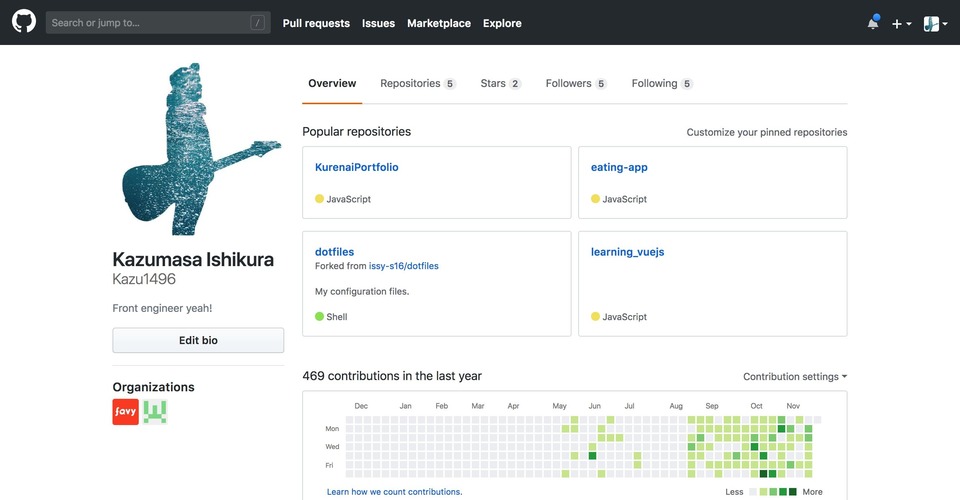 Search or jump to... /
Pull requests Issues Marketplace Explore
Overview Repositories 5 Stars 2 Followers 5 Following 5
Popular repositories Customize your pinned repositories
KurenaiPortfolio
JavaScript
eating-app
JavaScript
dotfiles
Forked from issy-s16/dotfiles
My configuration files.
Shell
learning_vuejs
JavaScript
Kazumasa Ishikura
Kazu1496
Front engineer yeah!
Edit bio
Organizations
favy
469 contributions in the last year Contribution settings
Dec Jan Feb Mar Apr May Jun Jul Aug Sep Oct Nov
Mon
Wed
Fri
Learn how we count contributions. Less More